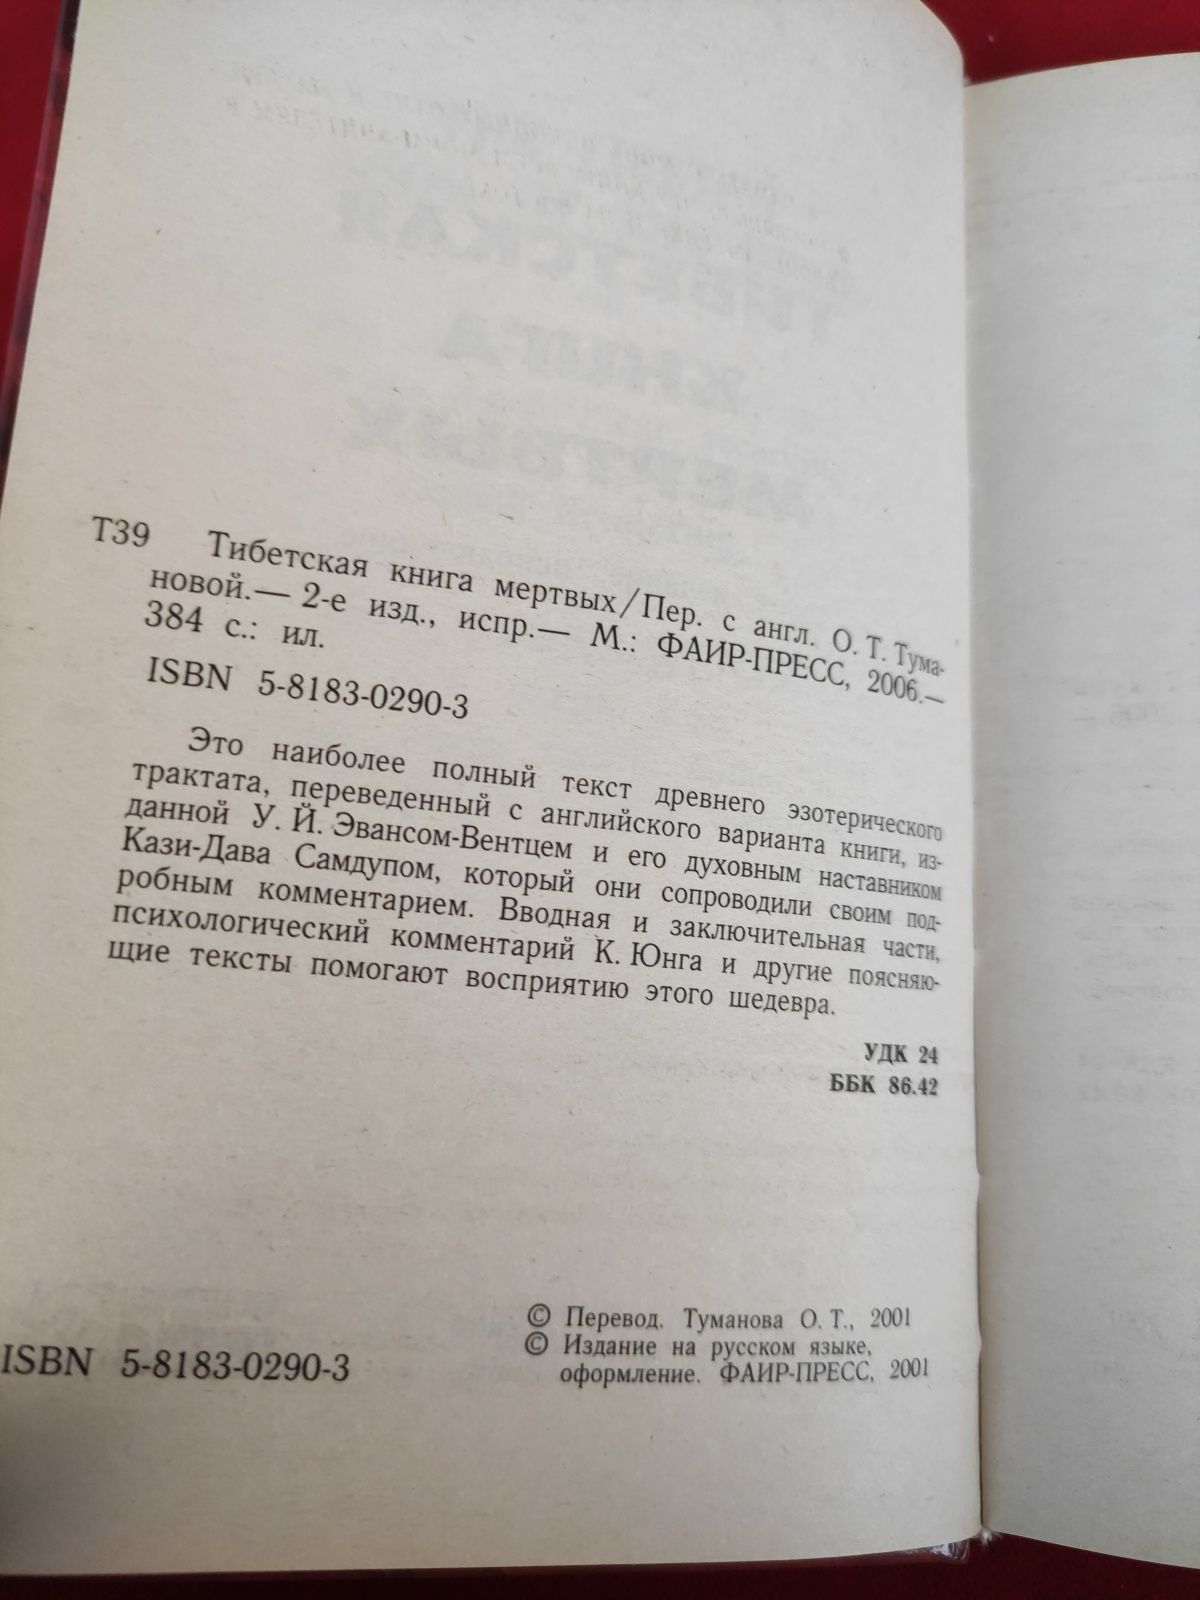 Т39 Тибетская книга мертвых/Пер. с англ. О. Т. Тума-
новой.— 2-е изд., испр.— М.: ФАИР-ПРЕСС, 2006.—
384 с.: ил.
ISBN 5-8183-0290-3
Это наиболее полный текст древнего эзотерического
трактата, переведенный с английского варианта книги, из-
данной У. Й. Эвансом-Вентцем и его духовным наставником
Кази-Дава Самдупом, который они сопроводили своим под-
робным комментарием. Вводная и заключительная части,
психологический комментарий К. Юнга и другие поясняю-
щие тексты помогают восприятию этого шедевра.
УДК 24
ББК 86.42
© Перевод. Туманова О. Т., 2001
© Издание на русском языке,
оформление. ФАИР-ПРЕСС, 2001
ISBN 5-8183-0290-3